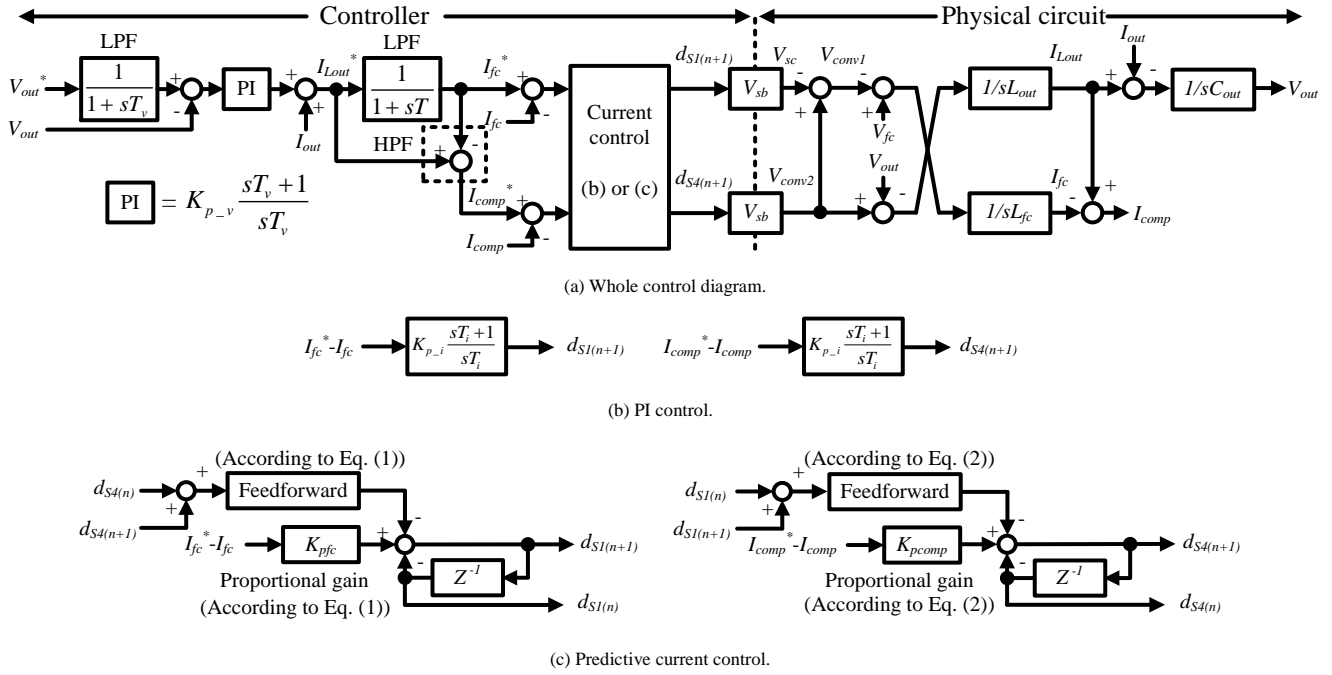 Controller
Physical circuit
LPF
LPF
V_out^*
1 / (1 + sT_v)
+
-
PI
+
+
I_Lout^*
1 / (1 + sT)
I_fc^*
+
-
I_fc
V_out
I_out
HPF
+
-
I_comp^*
+
-
I_comp
Current control
(b) or (c)
d_S1(n+1)
d_S4(n+1)
V_sb
V_sb
V_sc
-
+
V_conv1
-
+
V_fc
V_conv2
V_out
+
-
1/sL_out
I_Lout
I_out
+
-
-
1/sC_out
V_out
1/sL_fc
I_fc
-
+
I_comp
PI = K_p_v (sT_v + 1) / sT_v
(a) Whole control diagram.
I_fc^*-I_fc
K_p_i (sT_i + 1) / sT_i
d_S1(n+1)
I_comp^*-I_comp
K_p_i (sT_i + 1) / sT_i
d_S4(n+1)
(b) PI control.
(According to Eq. (1))
d_S4(n)
+
+
d_S4(n+1)
Feedforward
-
I_fc^*-I_fc
K_pfc
+
-
d_S1(n+1)
Z^-1
Proportional gain
(According to Eq. (1))
d_S1(n)
(According to Eq. (2))
d_S1(n)
+
+
d_S1(n+1)
Feedforward
-
I_comp^*-I_comp
K_pcomp
+
-
d_S4(n+1)
Z^-1
Proportional gain
(According to Eq. (2))
d_S4(n)
(c) Predictive current control.